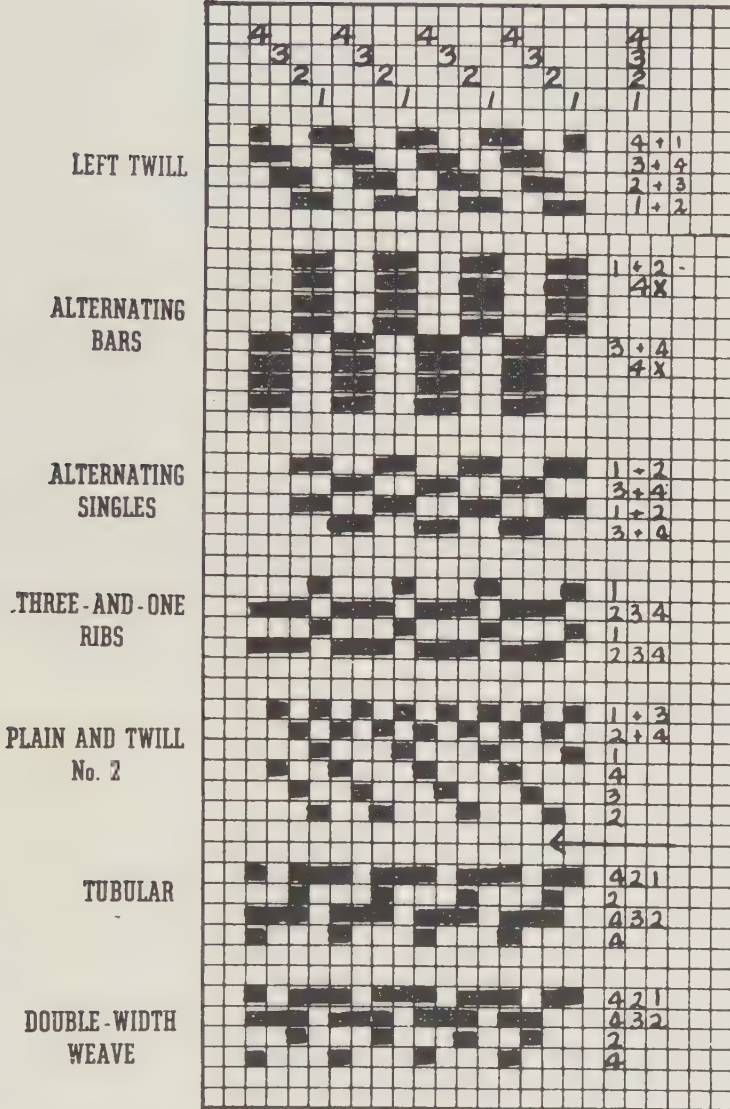 4 4 4 4 4
3 3 3 3 3
2 2 2 2 2
1 1 1 1 1
LEFT TWILL
4 + 1
3 + 4
2 + 3
1 + 2
ALTERNATING
BARS
1 + 2
4X
3 + 4
4X
ALTERNATING
SINGLES
1 + 2
3 + 4
1 + 2
3 + 4
THREE-AND-ONE
RIBS
1
2 3 4
1
2 3 4
PLAIN AND TWILL
No. 2
1 + 3
2 + 4
1
4
3
2
TUBULAR
4 2 1
2
4 3 2
4
DOUBLE-WIDTH
WEAVE
4 2 1
4 3 2
2
4